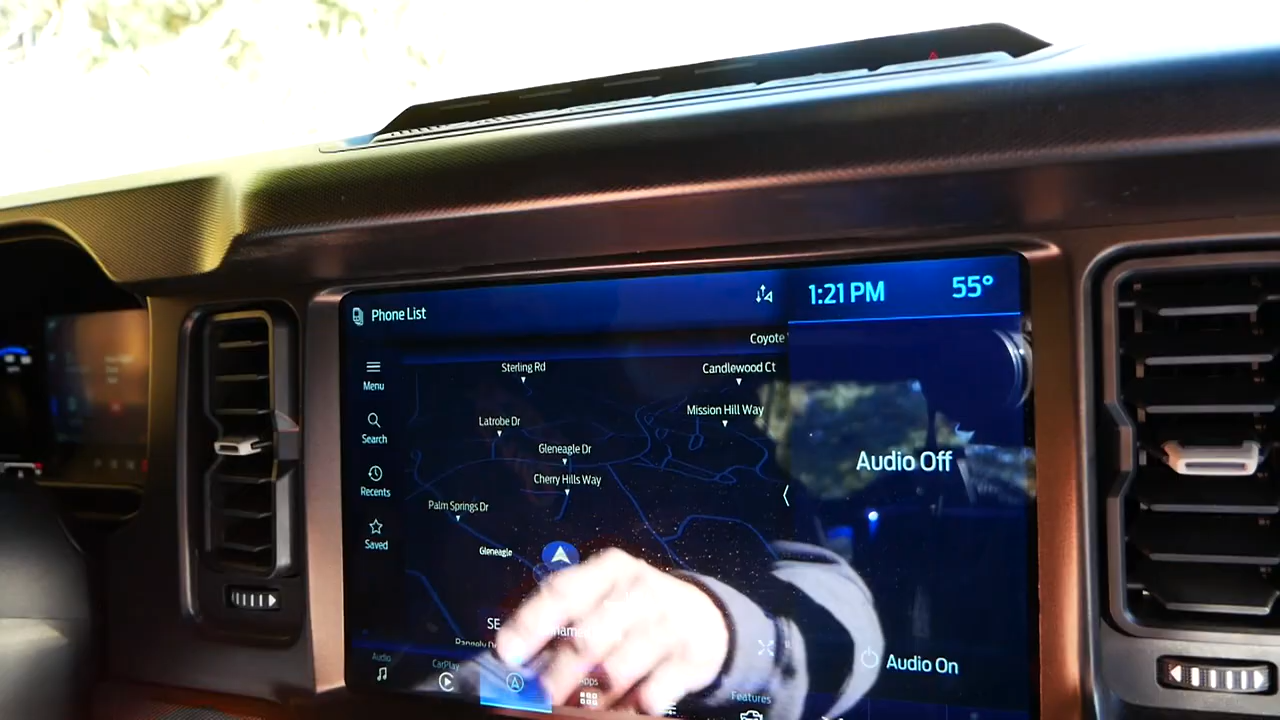 Phone List
1:21 PM
55°
Coyote
Menu
Sterling Rd
Candlewood Ct
Search
Latrobe Dr
Mission Hill Way
Gleneagle Dr
Recents
Cherry Hills Way
Audio Off
Palm Springs Dr
Saved
Gleneagle
SE
Audio
CarPlay
Apps
Features
Audio On